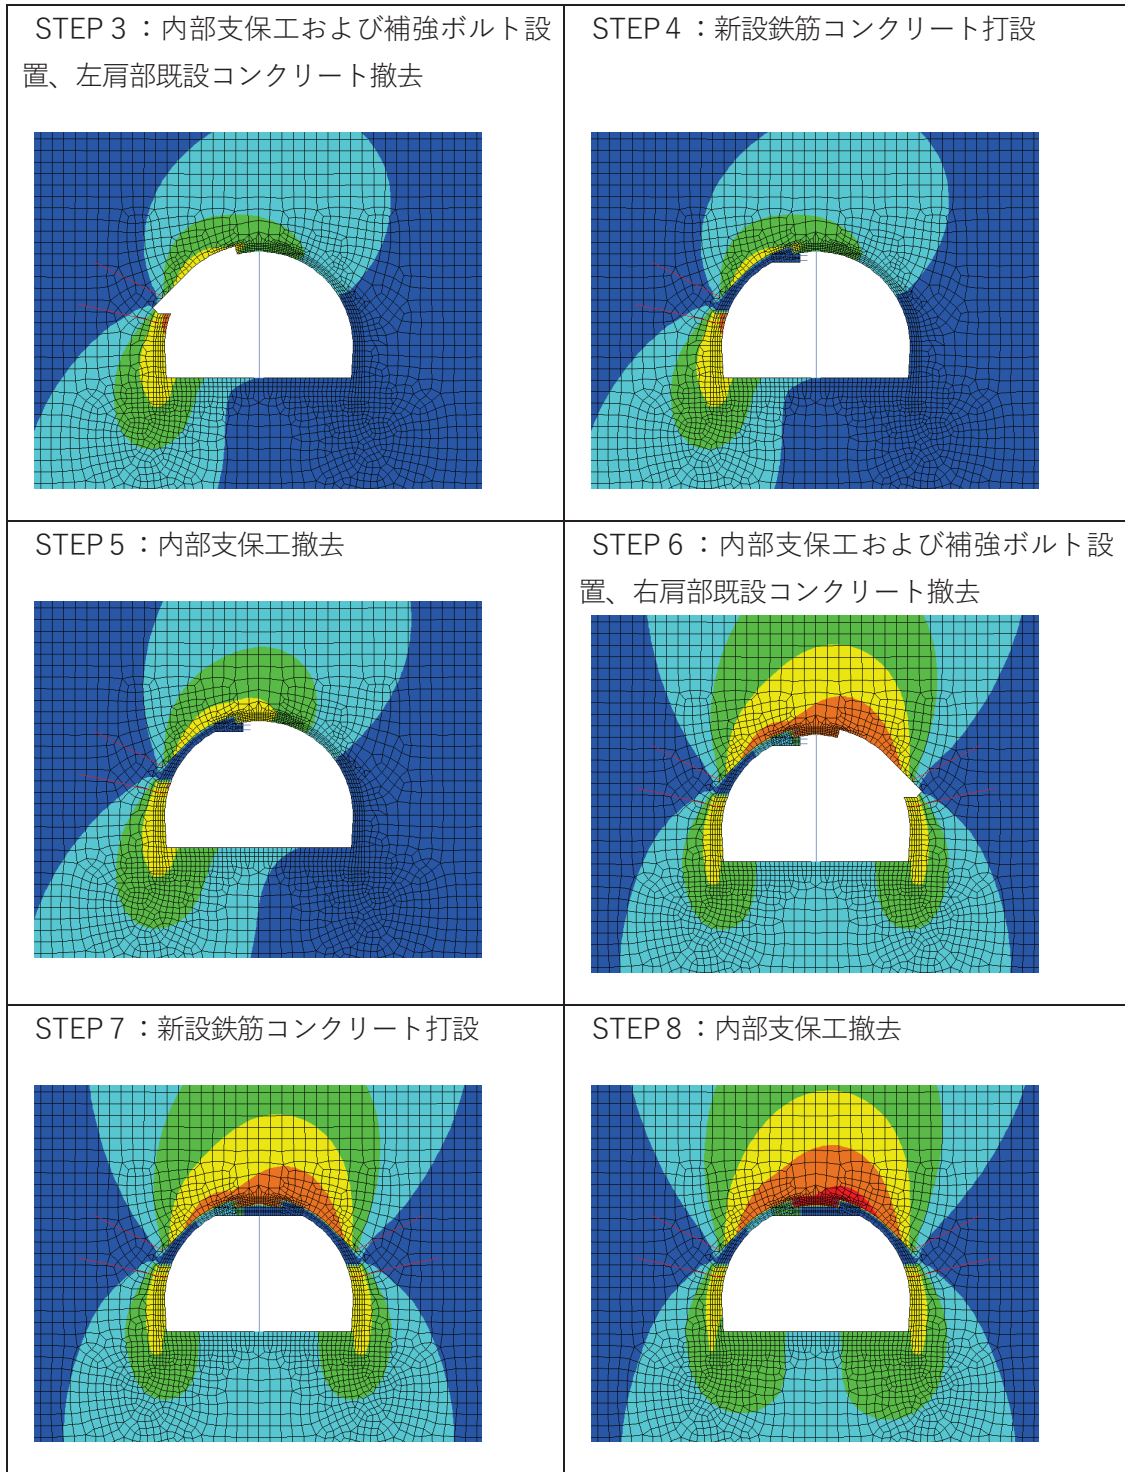 STEP３：内部支保工および補強ボルト設
置、左肩部既設コンクリート撤去
STEP４：新設鉄筋コンクリート打設
STEP５：内部支保工撤去
STEP６：内部支保工および補強ボルト設
置、右肩部既設コンクリート撤去
STEP７：新設鉄筋コンクリート打設
STEP８：内部支保工撤去